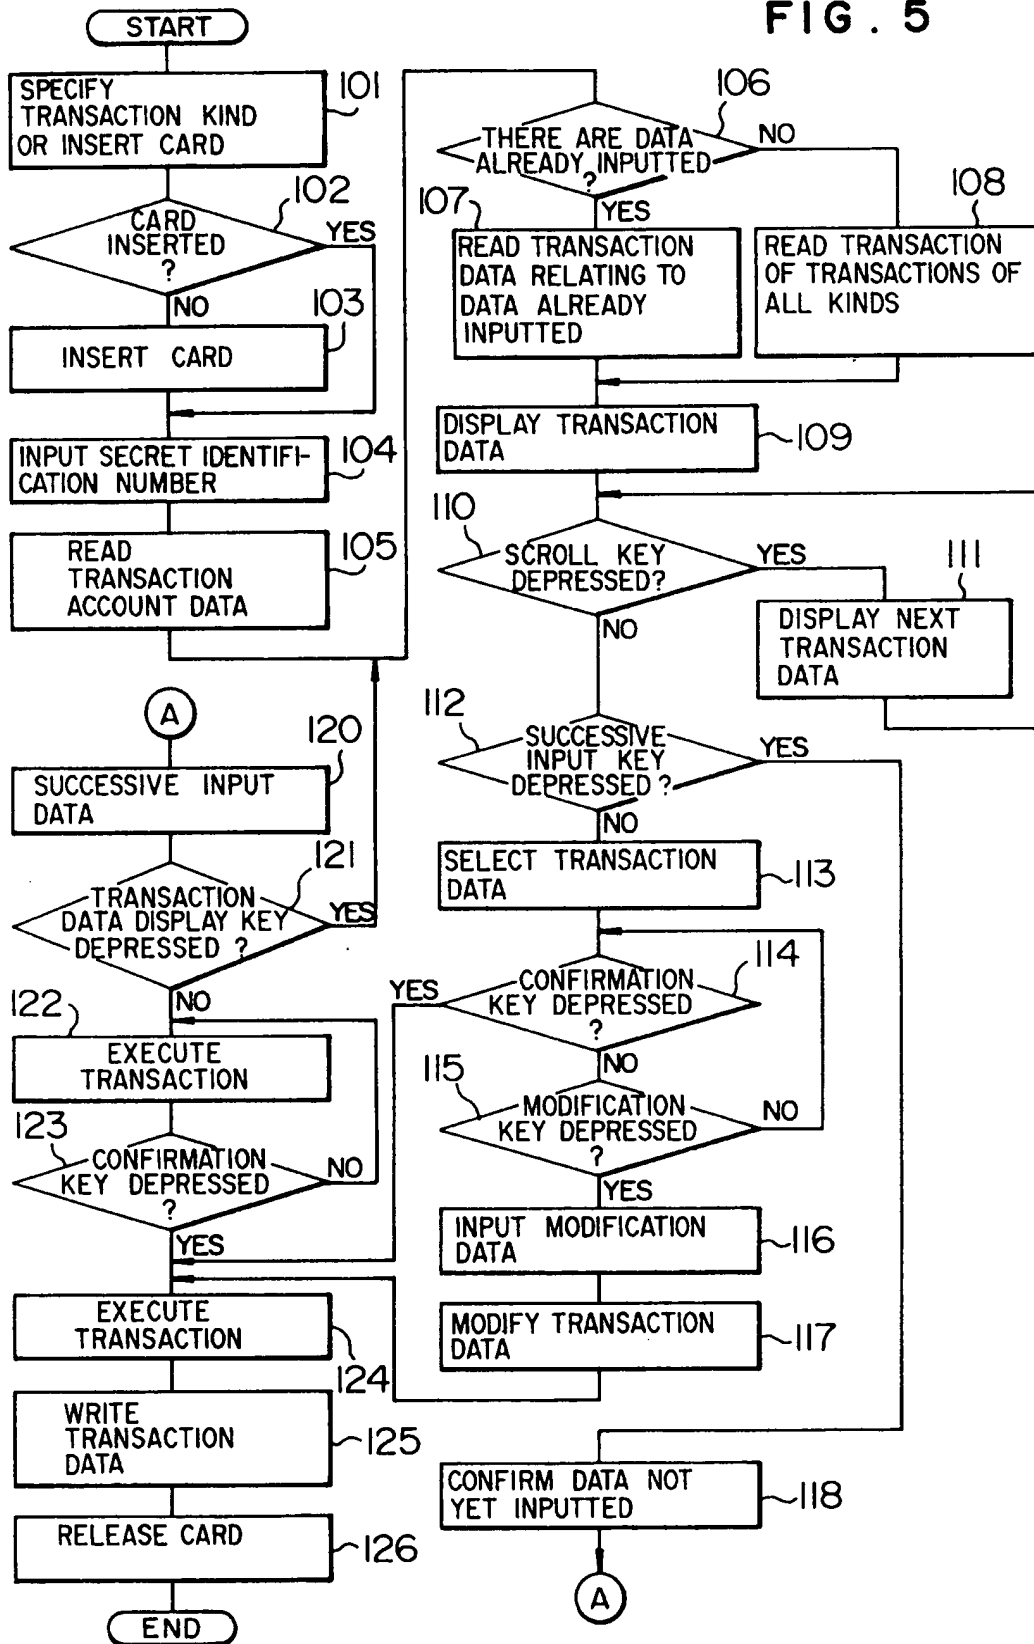 FIG. 5
START
SPECIFY
TRANSACTION KIND
OR INSERT CARD
101
CARD
INSERTED
?
102
YES
NO
103
INSERT CARD
INPUT SECRET IDENTIFI-
CATION NUMBER
104
READ
TRANSACTION
ACCOUNT DATA
105
THERE ARE DATA
ALREADY INPUTTED
?
106
NO
YES
107
READ TRANSACTION
DATA RELATING TO
DATA ALREADY
INPUTTED
108
READ TRANSACTION
OF TRANSACTIONS OF
ALL KINDS
DISPLAY TRANSACTION
DATA
109
110
SCROLL KEY
DEPRESSED?
YES
NO
111
DISPLAY NEXT
TRANSACTION
DATA
112
SUCCESSIVE
INPUT KEY
DEPRESSED?
YES
NO
SELECT TRANSACTION
DATA
113
114
CONFIRMATION
KEY DEPRESSED
?
YES
NO
115
MODIFICATION
KEY DEPRESSED
?
NO
YES
INPUT MODIFICATION
DATA
116
MODIFY TRANSACTION
DATA
117
CONFIRM DATA NOT
YET INPUTTED
118
A
A
120
SUCCESSIVE INPUT
DATA
121
TRANSACTION
DATA DISPLAY KEY
DEPRESSED ?
YES
NO
122
EXECUTE
TRANSACTION
123
CONFIRMATION
KEY DEPRESSED
?
NO
YES
EXECUTE
TRANSACTION
124
WRITE
TRANSACTION
DATA
125
RELEASE CARD
126
END